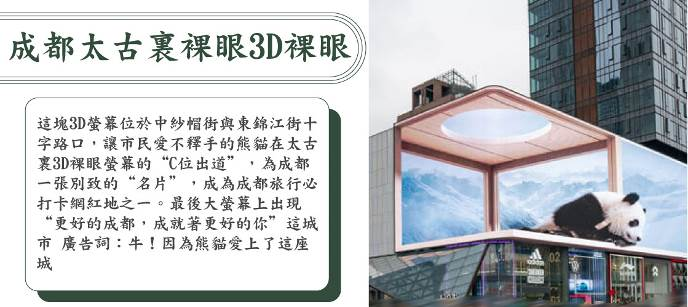 成都太古裏裸眼3D裸眼
這塊3D螢幕位於中紗帽街與東錦江街十
字路口，讓市民愛不釋手的熊貓在太古
裏3D裸眼螢幕的“C位出道”，為成都
一張別致的“名片”，成為成都旅行必
打卡網紅地之一。最後大螢幕上出現
“更好的成都，成就著更好的你”這城
市 廣告詞：牛！因為熊貓愛上了這座
城
adidas